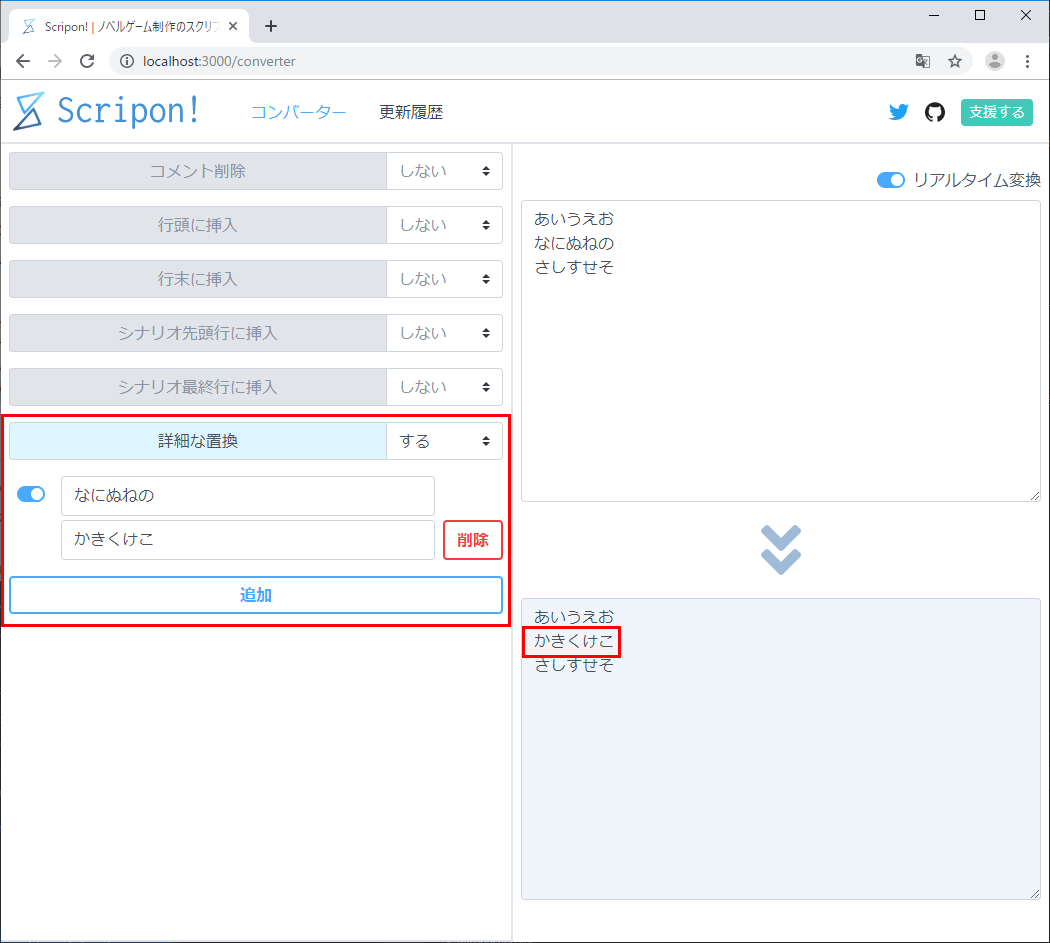 Scripon! | ノベルゲーム制作のスクリプ
localhost:3000/converter
Scripon!
コンバーター
更新履歴
支援する
コメント削除 しない
行頭に挿入 しない
行末に挿入 しない
シナリオ先頭行に挿入 しない
シナリオ最終行に挿入 しない
詳細な置換 する
なにぬねの
かきくけこ
削除
追加
リアルタイム変換
あいうえお
なにぬねの
さしすせそ
あいうえお
かきくけこ
さしすせそ